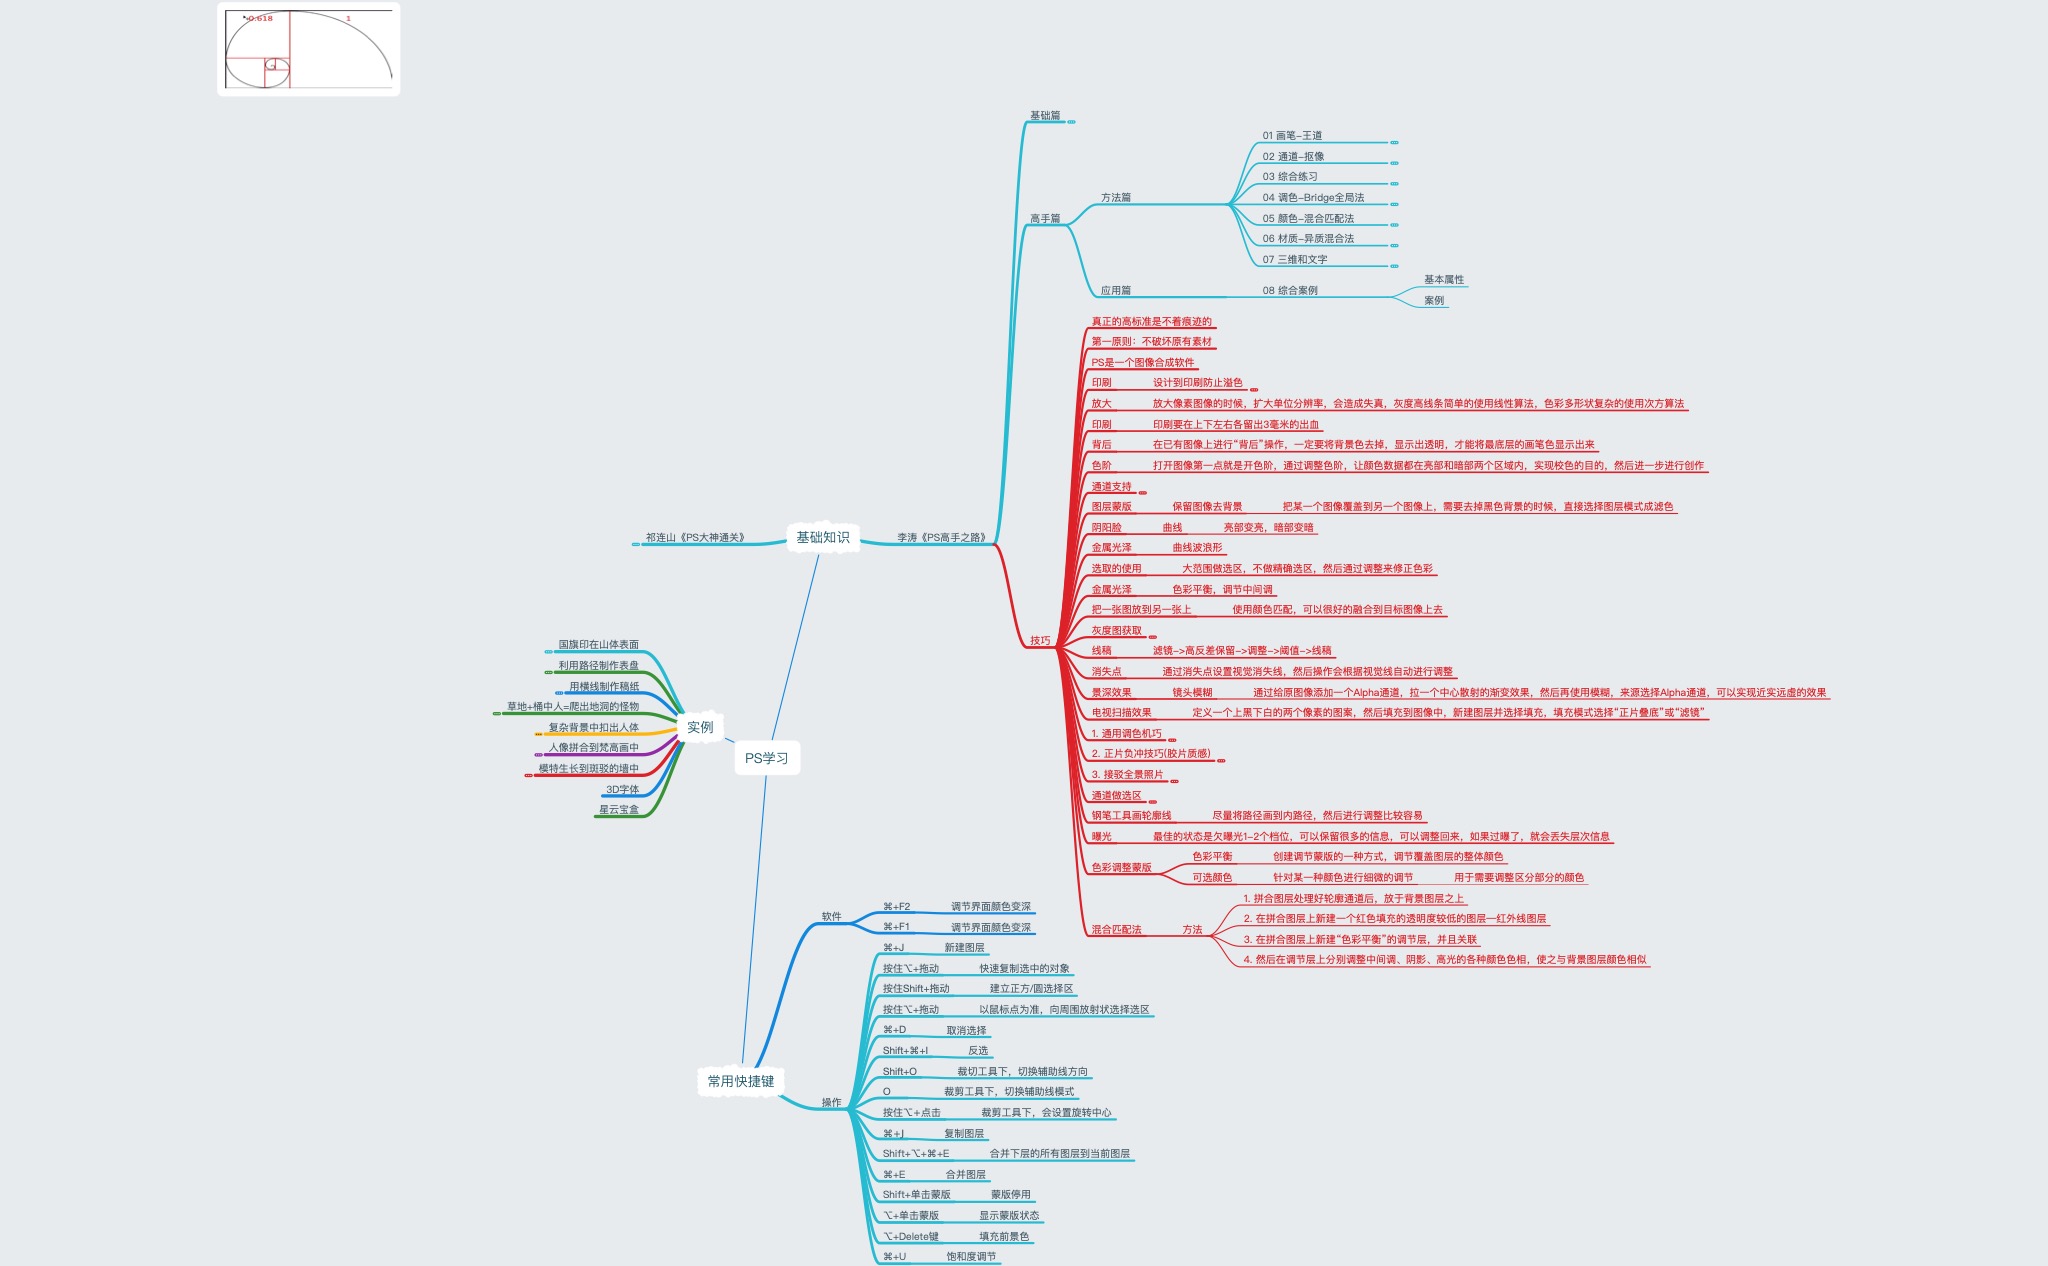 0.618 1
基础篇
高手篇
方法篇
01 画笔-王道
02 通道-抠像
03 综合练习
04 调色-Bridge全局法
05 颜色-混合匹配法
06 材质-异质混合法
07 三维和文字
应用篇
08 综合案例
基本属性
案例
真正的高标准是不着痕迹的
第一原则：不破坏原有素材
PS是一个图像合成软件
印刷 设计到印刷防止溢色
放大 放大像素图像的时候，扩大单位分辨率，会造成失真，灰度高线条简单的使用线性算法，色彩多形状复杂的使用次方算法
印刷 印刷要在上下左右各留出3毫米的出血
背后 在已有图像上进行“背后”操作，一定要将背景色去掉，显示出透明，才能将最底层的画笔色显示出来
色阶 打开图像第一点就是开色阶，通过调整色阶，让颜色数据都在亮部和暗部两个区域内，实现校色的目的，然后进一步进行创作
通道支持
图层蒙版 保留图像去背景 把某一个图像覆盖到另一个图像上，需要去掉黑色背景的时候，直接选择图层模式成滤色
阴阳脸 曲线 亮部变亮，暗部变暗
金属光泽 曲线波浪形
选取的使用 大范围做选区，不做精确选区，然后通过调整来修正色彩
金属光泽 色彩平衡，调节中间调
把一张图放到另一张上 使用颜色匹配，可以很好的融合到目标图像上去
技巧
灰度图获取
线稿 滤镜->高反差保留->调整->阈值->线稿
消失点 通过消失点设置视觉消失线，然后操作会根据视觉线自动进行调整
景深效果 镜头模糊 通过给原图像添加一个Alpha通道，拉一个中心散射的渐变效果，然后再使用模糊，来源选择Alpha通道，可以实现近实远虚的效果
电视扫描效果 定义一个上黑下白的两个像素的图案，然后填充到图像中，新建图层并选择填充，填充模式选择“正片叠底”或“滤镜”
1. 通用调色机巧
2. 正片负冲技巧(胶片质感)
3. 接驳全景照片
通道做选区
钢笔工具画轮廓线 尽量将路径画到内路径，然后进行调整比较容易
曝光 最佳的状态是欠曝光1-2个档位，可以保留很多的信息，可以调整回来，如果过曝了，就会丢失层次信息
色彩调整蒙版
色彩平衡 创建调节蒙版的一种方式，调节覆盖图层的整体颜色
可选颜色 针对某一种颜色进行细微的调节 用于需要调整区分部分的颜色
混合匹配法 方法
1. 拼合图层处理好轮廓通道后，放于背景图层之上
2. 在拼合图层上新建一个红色填充的透明度较低的图层—红外线图层
3. 在拼合图层上新建“色彩平衡”的调节层，并且关联
4. 然后在调节层上分别调整中间调、阴影、高光的各种颜色色相，使之与背景图层颜色相似
祁连山《PS大神通关》
基础知识
李涛《PS高手之路》
国旗印在山体表面
利用路径制作表盘
用横线制作稿纸
草地+桶中人=爬出地洞的怪物
复杂背景中扣出人体
人像拼合到梵高画中
模特生长到斑驳的墙中
3D字体
星云宝盒
实例
PS学习
常用快捷键
软件
⌘+F2 调节界面颜色变深
⌘+F1 调节界面颜色变深
操作
⌘+J 新建图层
按住⌥+拖动 快速复制选中的对象
按住Shift+拖动 建立正方/圆选择区
按住⌥+拖动 以鼠标点为准，向周围放射状选择选区
⌘+D 取消选择
Shift+⌘+I 反选
Shift+O 裁切工具下，切换辅助线方向
O 裁剪工具下，切换辅助线模式
按住⌥+点击 裁剪工具下，会设置旋转中心
⌘+J 复制图层
Shift+⌥+⌘+E 合并下层的所有图层到当前图层
⌘+E 合并图层
Shift+单击蒙版 蒙版停用
⌥+单击蒙版 显示蒙版状态
⌥+Delete键 填充前景色
⌘+U 饱和度调节